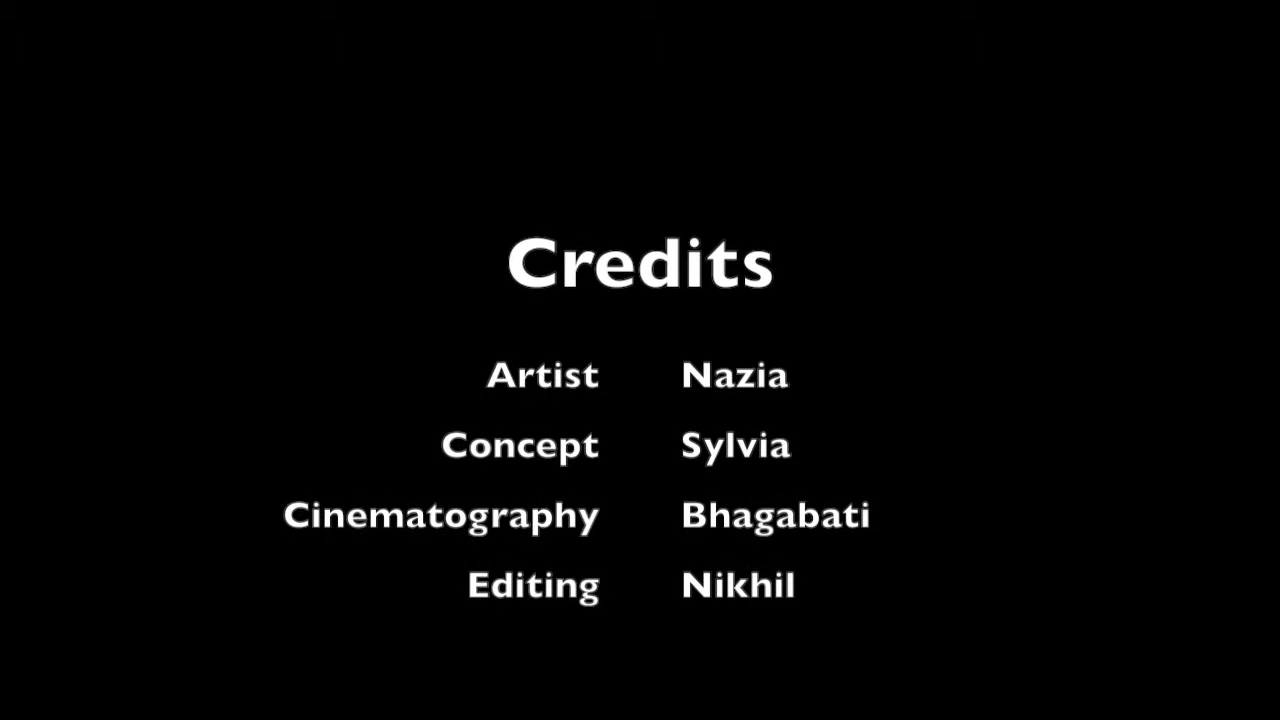 Credits
Artist Nazia
Concept Sylvia
Cinematography Bhagabati
Editing Nikhil